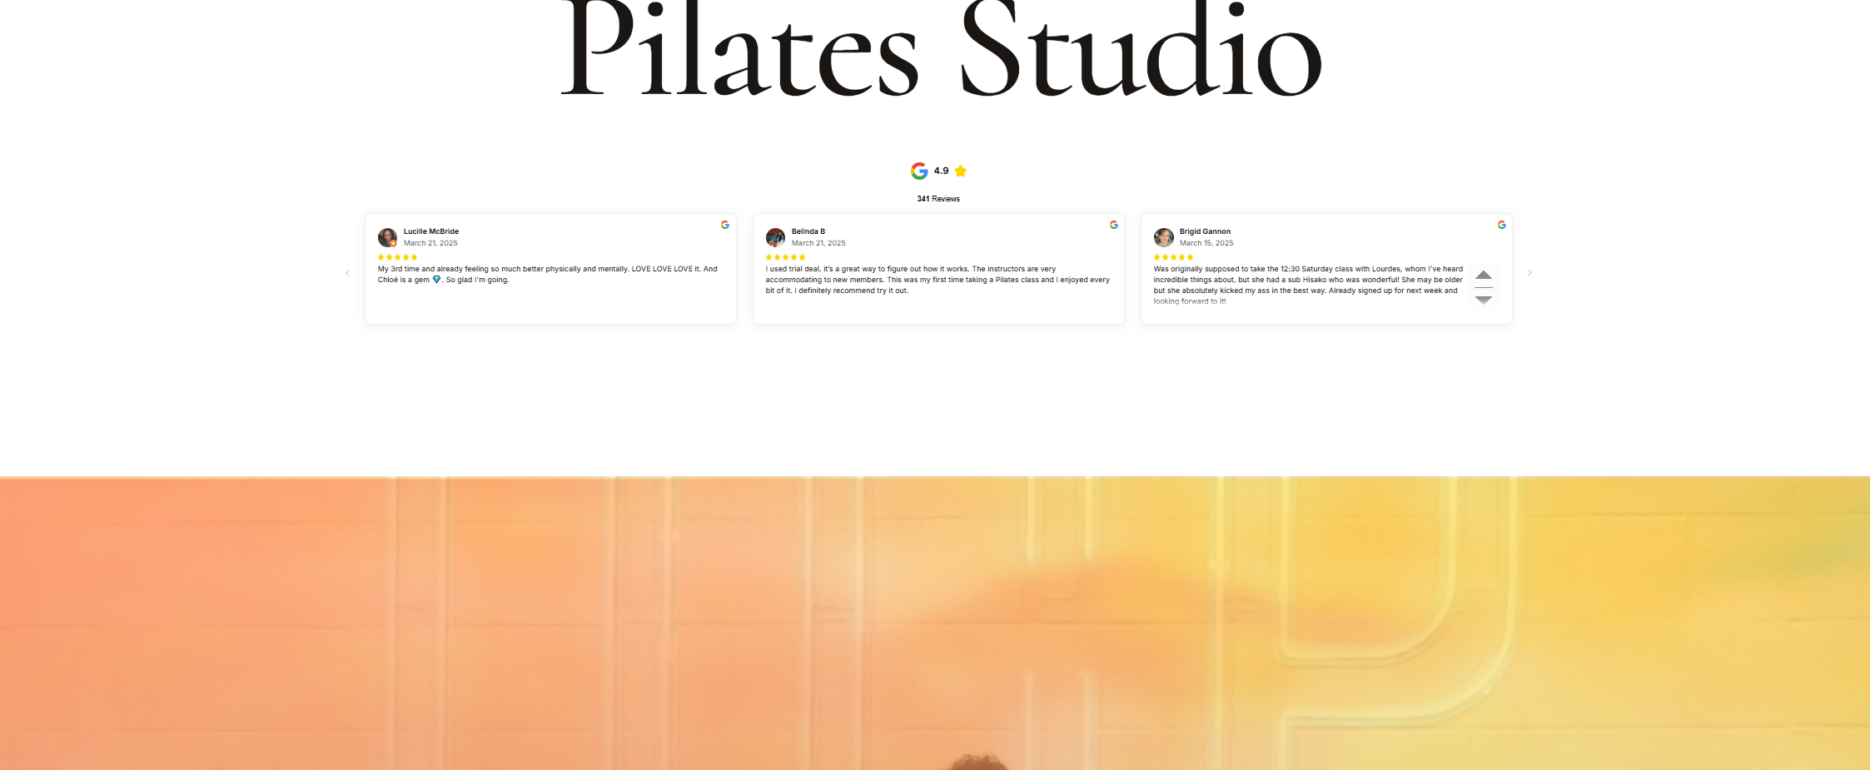 Pilates Studio
4.9
341 Reviews
Lucille McBride
March 21, 2025
My 3rd time and already feeling so much better physically and mentally. LOVE LOVE LOVE it. And
Chloé is a gem 💎. So glad I'm going.
Belinda B
March 21, 2025
I used trial deal, it's a great way to figure out how it works. The instructors are very
accommodating to new members. This was my first time taking a Pilates class and I enjoyed every
bit of it. I definitely recommend try it out.
Brigid Gannon
March 15, 2025
Was originally supposed to take the 12:30 Saturday class with Lourdes, whom I've heard
incredible things about, but she had a sub Hisako who was wonderful! She may be older
but she absolutely kicked my ass in the best way. Already signed up for next week and
looking forward to it!